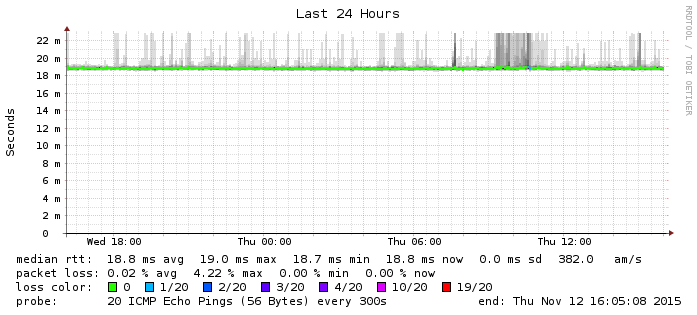 Last 24 Hours
RRDTOOL / TOBI OETIKER
Seconds
22 m
20 m
18 m
16 m
14 m
12 m
10 m
8 m
6 m
4 m
2 m
0
Wed 18:00 Thu 00:00 Thu 06:00 Thu 12:00
median rtt: 18.8 ms avg 19.0 ms max 18.7 ms min 18.8 ms now 0.0 ms sd 382.0 am/s
packet loss: 0.02 % avg 4.22 % max 0.00 % min 0.00 % now
loss color: 0 1/20 2/20 3/20 4/20 10/20 19/20
probe: 20 ICMP Echo Pings (56 Bytes) every 300s end: Thu Nov 12 16:05:08 2015